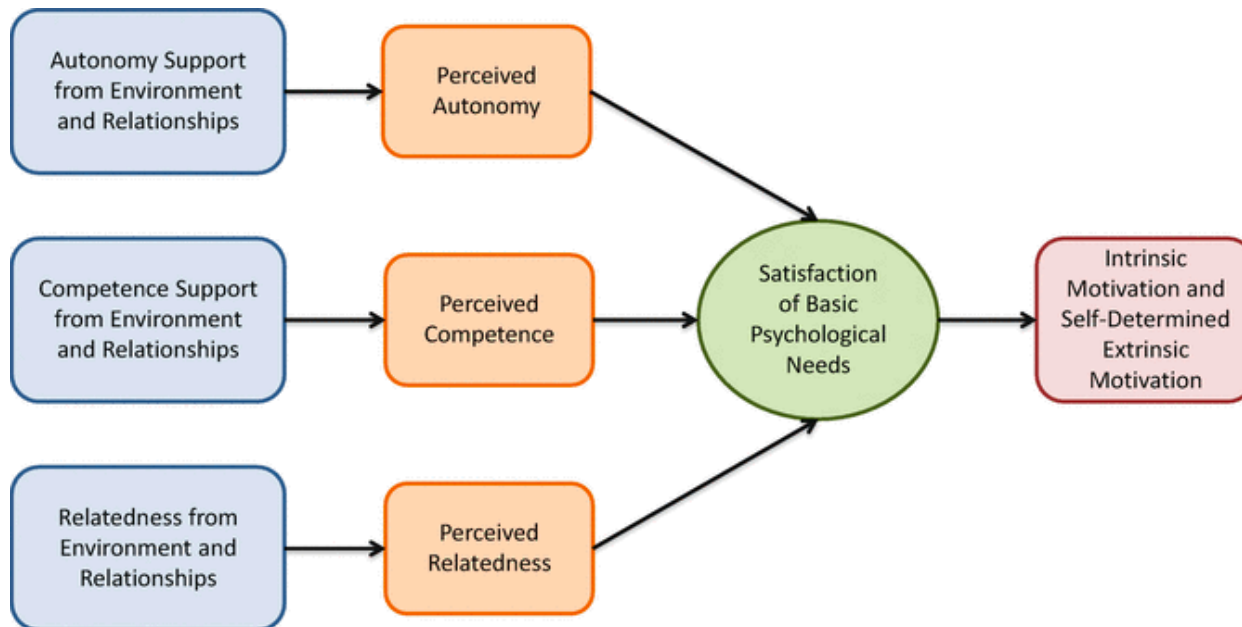 Autonomy Support
from Environment
and Relationships
Perceived
Autonomy
Competence Support
from Environment
and Relationships
Perceived
Competence
Satisfaction
of Basic
Psychological
Needs
Intrinsic
Motivation and
Self-Determined
Extrinsic
Motivation
Relatedness from
Environment and
Relationships
Perceived
Relatedness